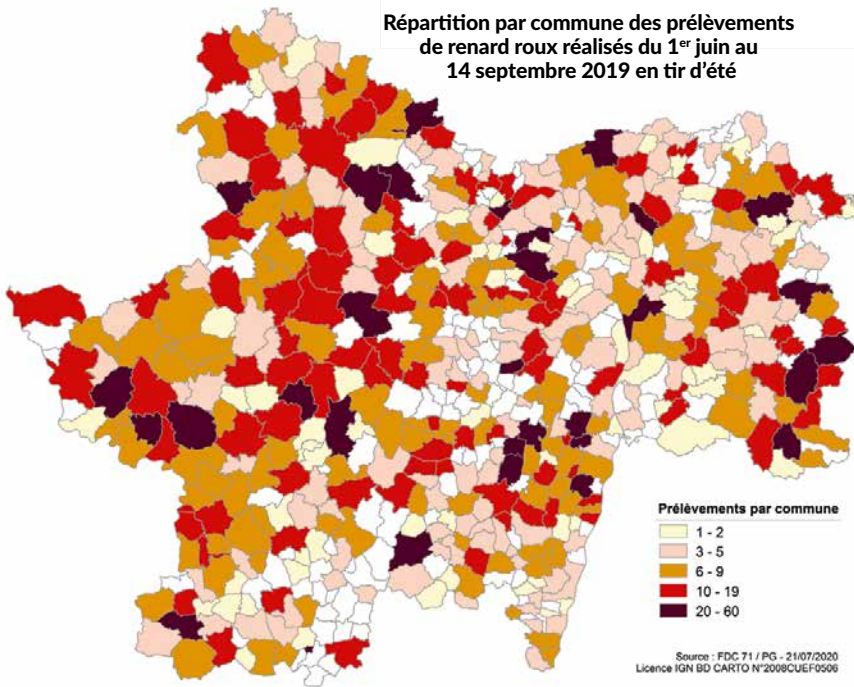 Répartition par commune des prélèvements
de renard roux réalisés du 1er juin au
14 septembre 2019 en tir d'été
Prélèvements par commune
1 - 2
3 - 5
6 - 9
10 - 19
20 - 60
Source : FDC 71 / PG - 21/07/2020
Licence IGN BD CARTO N°2008CUEF0506